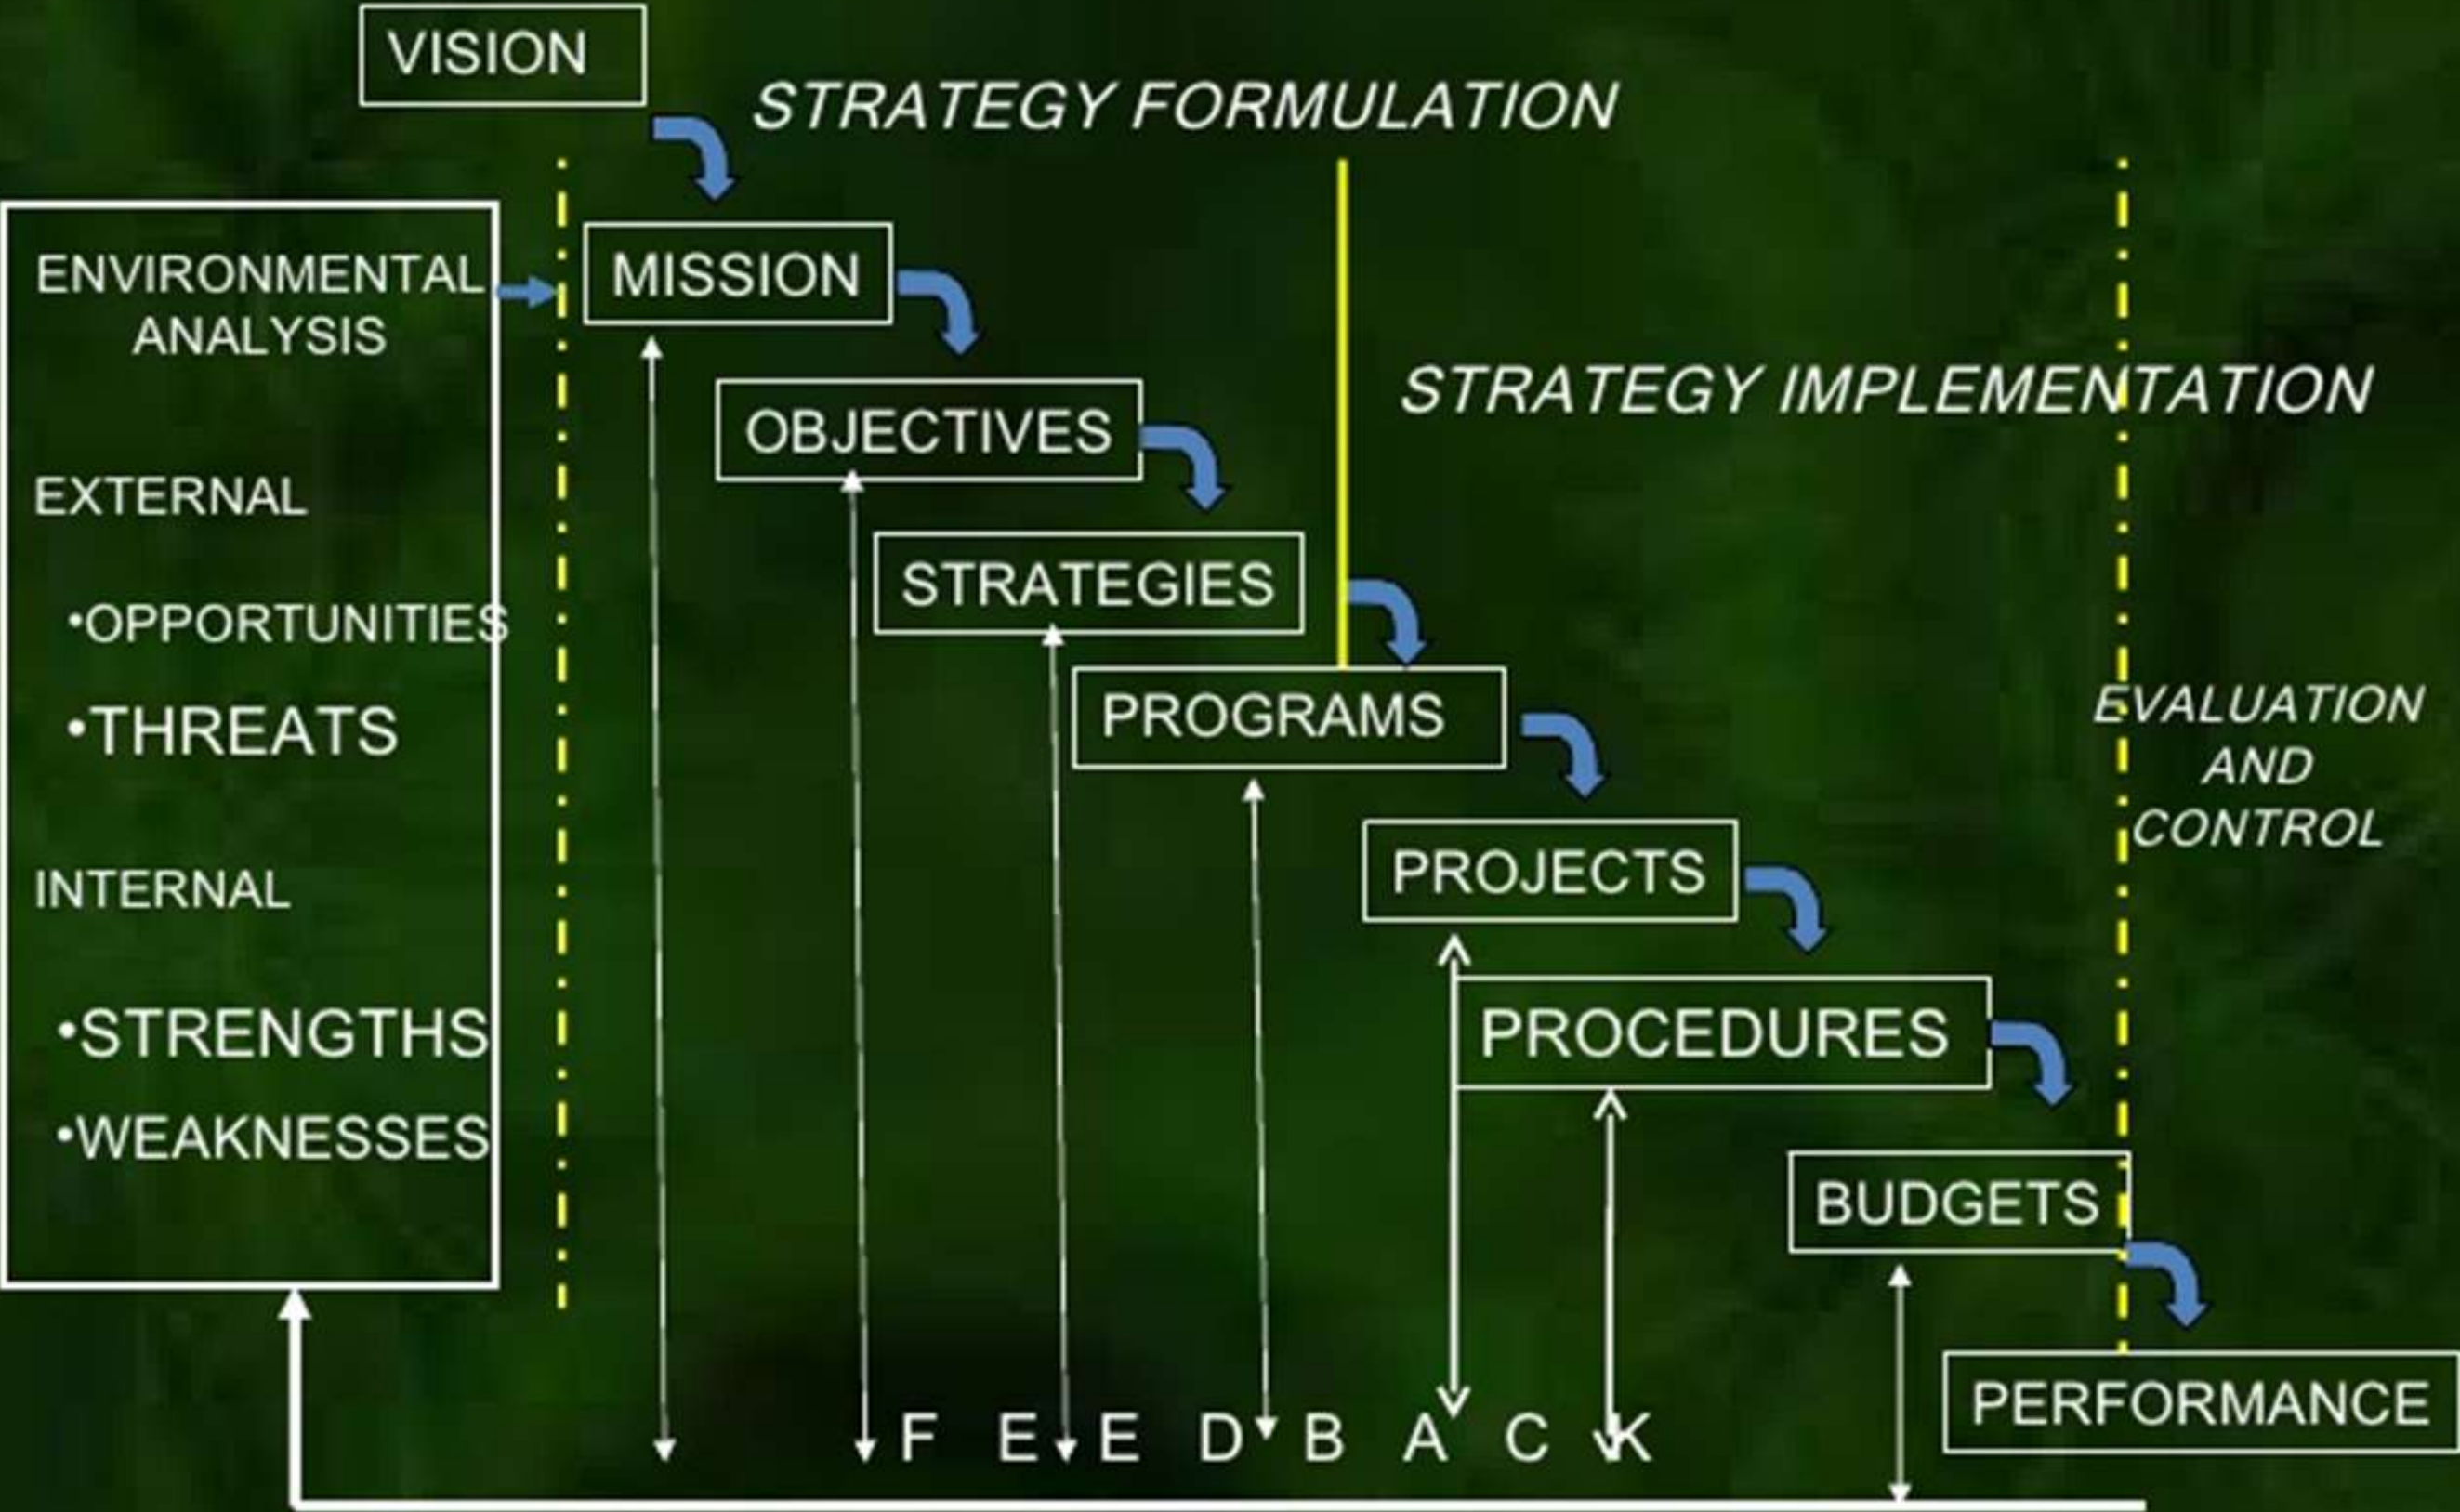 VISION
STRATEGY FORMULATION
ENVIRONMENTAL
ANALYSIS
EXTERNAL
•OPPORTUNITIES
•THREATS
INTERNAL
•STRENGTHS
•WEAKNESSES
MISSION
OBJECTIVES
STRATEGIES
STRATEGY IMPLEMENTATION
PROGRAMS
PROJECTS
PROCEDURES
BUDGETS
EVALUATION
AND
CONTROL
PERFORMANCE
F E E D B A C K